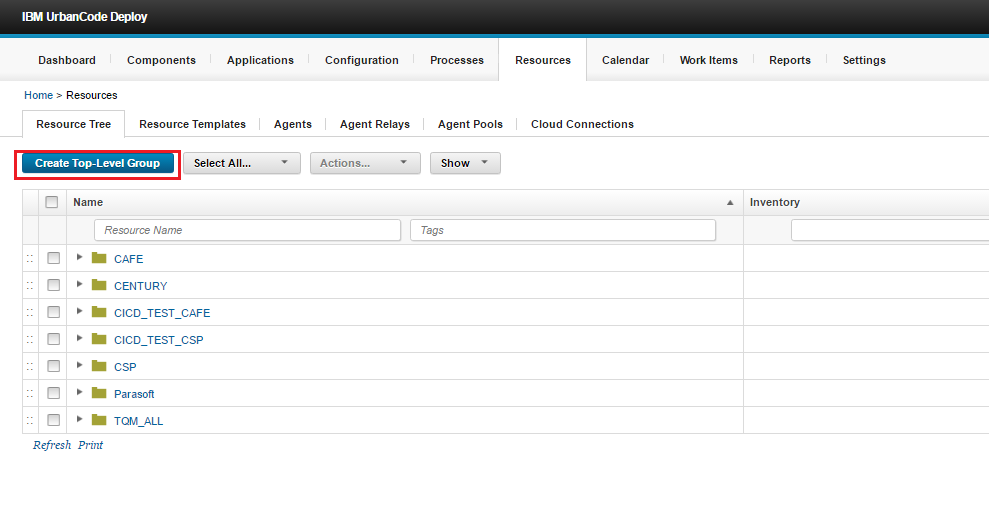 IBM UrbanCode Deploy
Dashboard Components Applications Configuration Processes Resources Calendar Work Items Reports Settings
Home > Resources
Resource Tree Resource Templates Agents Agent Relays Agent Pools Cloud Connections
Create Top-Level Group Select All... Actions... Show
Name Inventory
Resource Name Tags
CAFE
CENTURY
CICD_TEST_CAFE
CICD_TEST_CSP
CSP
Parasoft
TQM_ALL
Refresh Print